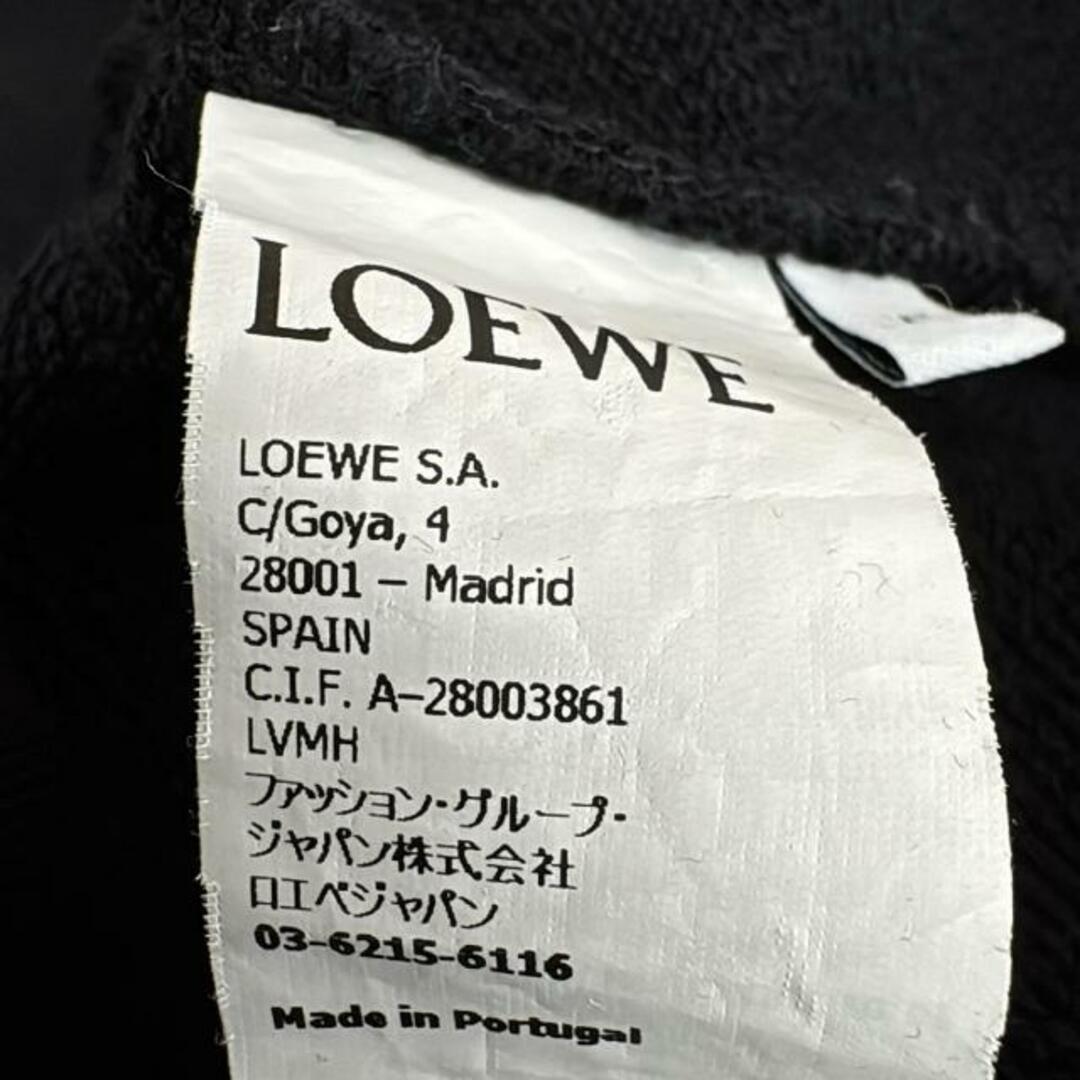 LOEWE
LOEWE S.A.
C/Goya, 4
28001 – Madrid
SPAIN
C.I.F. A–28003861
LVMH
ファッション・グループ・
ジャパン株式会社
ロエベジャパン
03-6215-6116
Made in Portugal